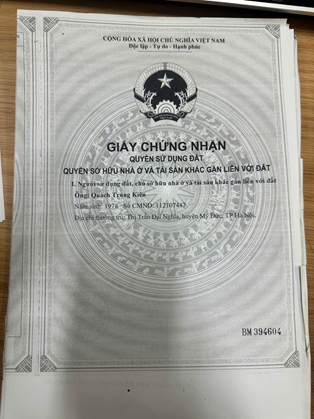 CỘNG HÒA XÃ HỘI CHỦ NGHĨA VIỆT NAM
Độc lập - Tự do - Hạnh phúc
GIẤY CHỨNG NHẬN
QUYỀN SỬ DỤNG ĐẤT
QUYỀN SỞ HỮU NHÀ Ở VÀ TÀI SẢN KHÁC GẮN LIỀN VỚI ĐẤT
I. Người sử dụng đất, chủ sở hữu nhà ở và tài sản khác gắn liền với đất
Ông: Quách Trung Kiên
Năm sinh: 1976 Số CMND: 112107447
Địa chỉ thường trú: Thị Trấn Đại Nghĩa, huyện Mỹ Đức, TP Hà Nội.
BM 394604